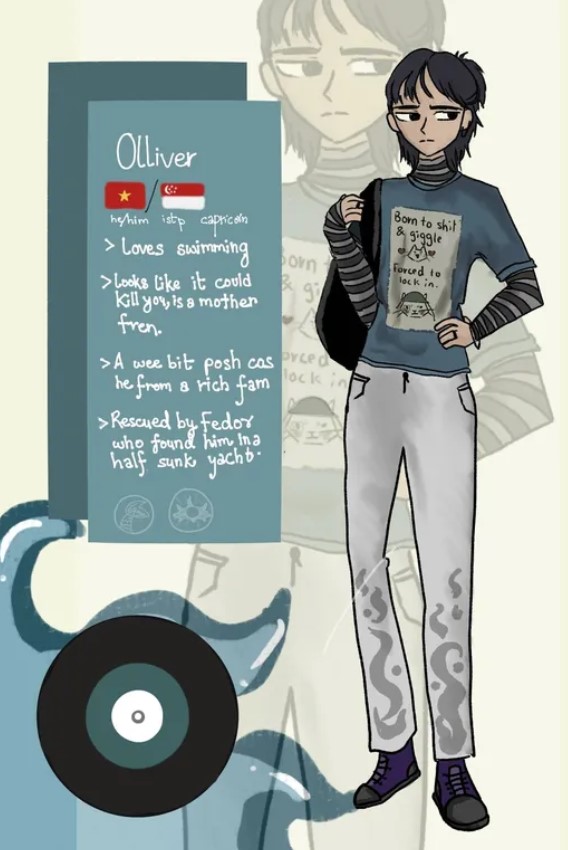 Olliver
/
he/him istp capricorn
> Loves swimming
> Looks like it could
kill you, is a mother
fren.
> A wee bit posh cos
he from a rich fam
> Rescued by Fedor
who found him in a
half sunk yacht.
Born to shit
& giggle
Forced to
lock in.